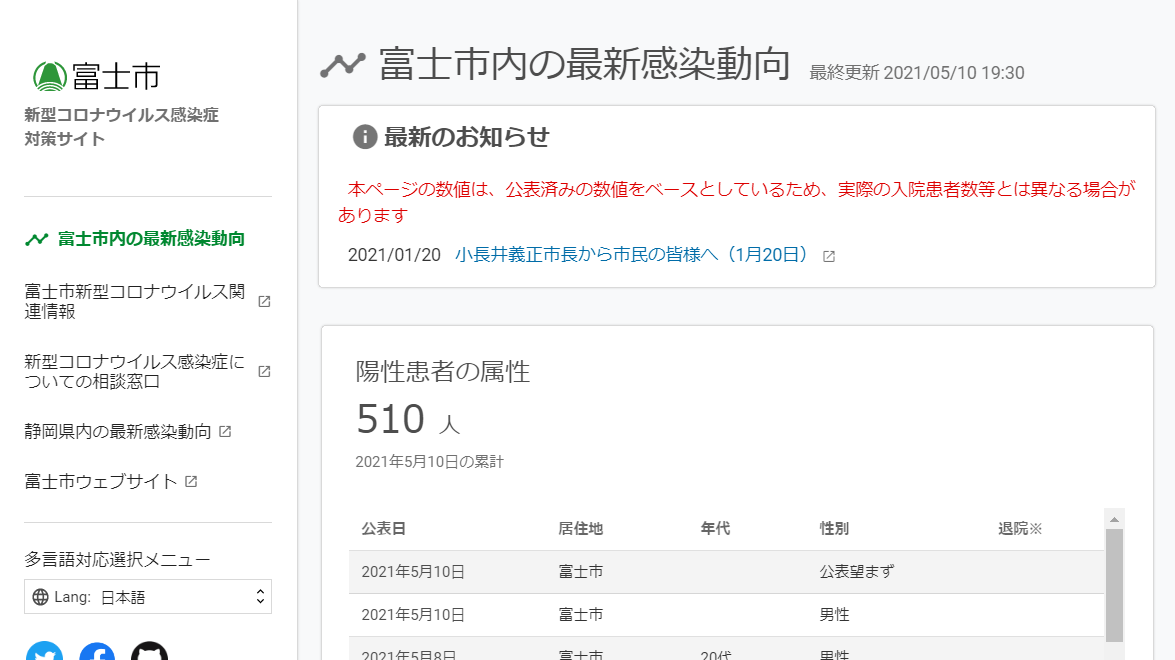 富士市
新型コロナウイルス感染症
対策サイト
富士市内の最新感染動向
富士市新型コロナウイルス関
連情報
新型コロナウイルス感染症に
ついての相談窓口
静岡県内の最新感染動向
富士市ウェブサイト
多言語対応選択メニュー
Lang: 日本語
富士市内の最新感染動向 最終更新 2021/05/10 19:30
最新のお知らせ
本ページの数値は、公表済みの数値をベースとしているため、実際の入院患者数等とは異なる場合が
あります
2021/01/20 小長井義正市長から市民の皆様へ（1月20日）
陽性患者の属性
510 人
2021年5月10日の累計
公表日 居住地 年代 性別 退院※
2021年5月10日 富士市 公表望まず
2021年5月10日 富士市 男性
2021年5月8日 富士市 20代 男性